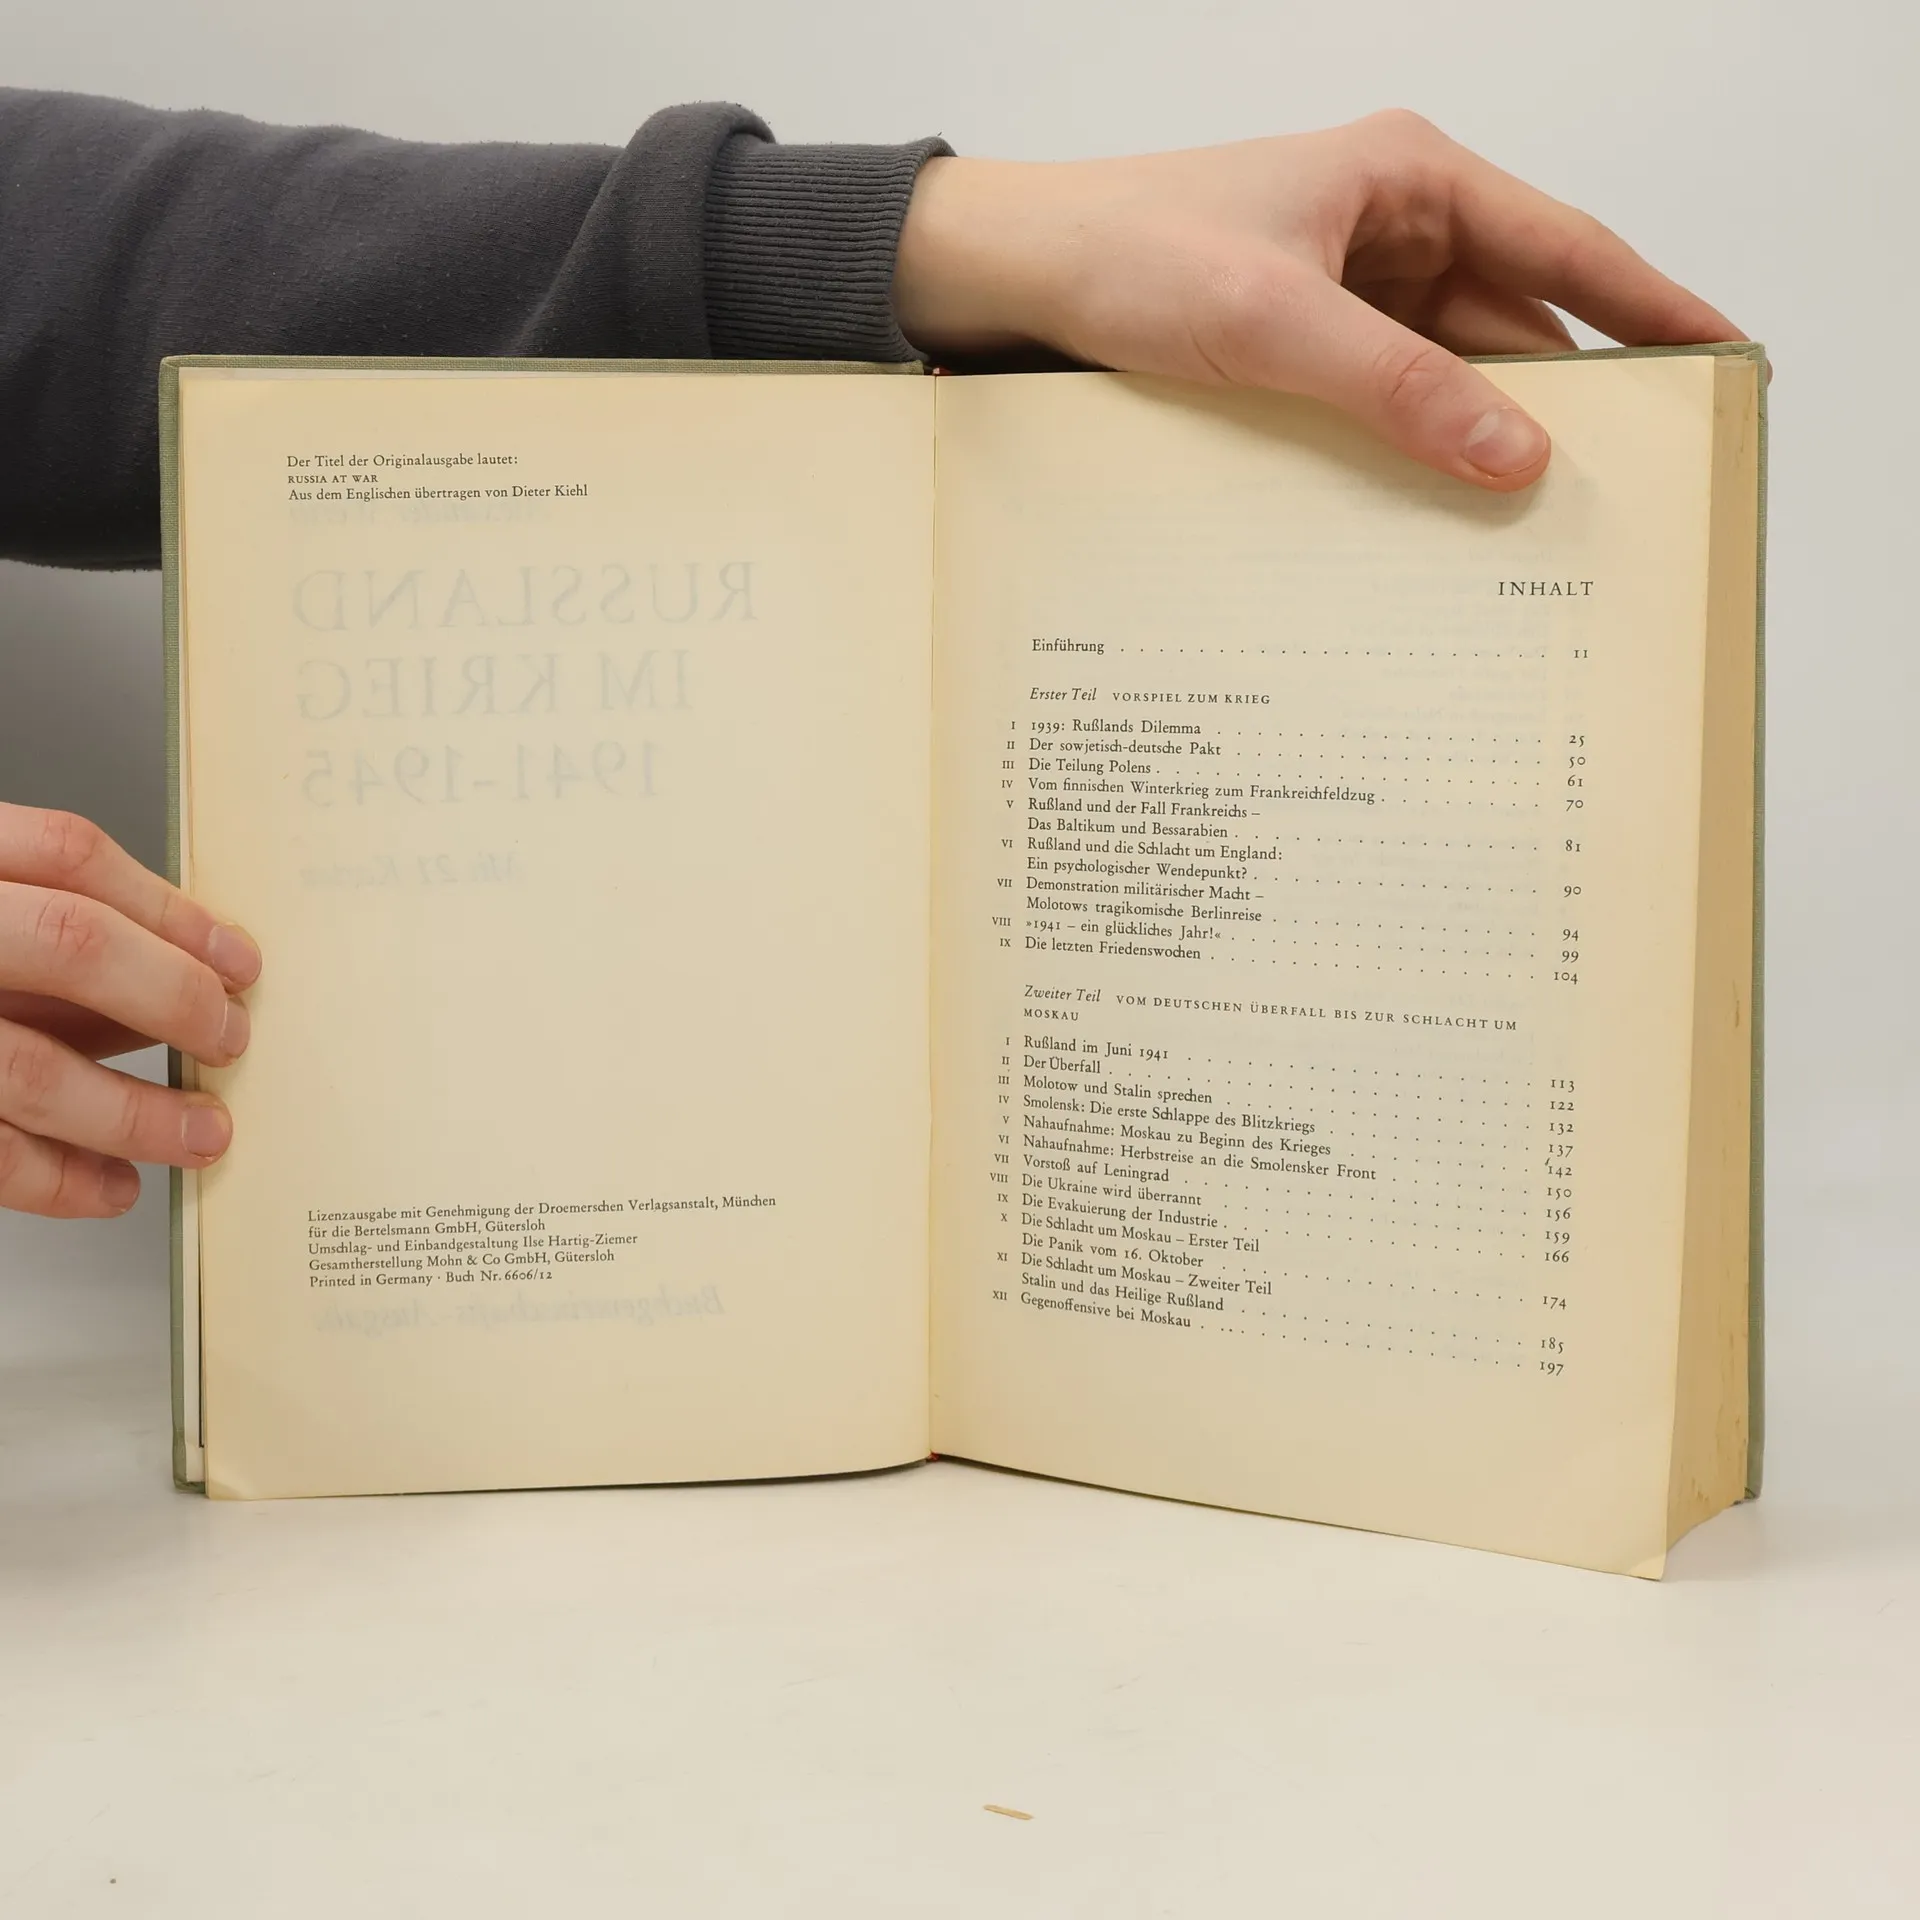 Der Titel der Originalausgabe lautet:
RUSSIA AT WAR
Aus dem Englischen übertragen von Dieter Kiehl
RUSSLAND
IM KRIEG
1941-1945
Lizenzausgabe mit Genehmigung der Droemerschen Verlagsanstalt, München
für die Bertelsmann GmbH, Gütersloh
Umschlag- und Einbandgestaltung Ilse Hartig-Ziemer
Gesamtherstellung Mohn & Co GmbH, Gütersloh
Printed in Germany · Buch Nr. 6606/12
Buchgemeinschafts-Ausgabe
INHALT
Einführung . . . . . . . . . . . . . . . . . . . . . . 11
Erster Teil VORSPIEL ZUM KRIEG
I 1939: Rußlands Dilemma . . . . . . . . . . . . . . . . 25
II Der sowjetisch-deutsche Pakt . . . . . . . . . . . . . . . 50
III Die Teilung Polens . . . . . . . . . . . . . . . . . . 61
IV Vom finnischen Winterkrieg zum Frankreichfeldzug . . . . . . . . 70
V Rußland und der Fall Frankreichs –
Das Baltikum und Bessarabien . . . . . . . . . . . . . . . 81
VI Rußland und die Schlacht um England:
Ein psychologischer Wendepunkt? . . . . . . . . . . . . . . 90
VII Demonstration militärischer Macht –
Molotows tragikomische Berlinreise . . . . . . . . . . . . . 94
VIII »1941 – ein glückliches Jahr!« . . . . . . . . . . . . . . . 99
IX Die letzten Friedenswochen . . . . . . . . . . . . . . . . 104
Zweiter Teil VOM DEUTSCHEN ÜBERFALL BIS ZUR SCHLACHT UM
MOSKAU
I Rußland im Juni 1941 . . . . . . . . . . . . . . . . . 113
II Der Überfall . . . . . . . . . . . . . . . . . . . . 122
III Molotow und Stalin sprechen . . . . . . . . . . . . . . . 132
IV Smolensk: Die erste Schlappe des Blitzkriegs . . . . . . . . . . 137
V Nahaufnahme: Moskau zu Beginn des Krieges . . . . . . . . . 142
VI Nahaufnahme: Herbstreise an die Smolensker Front . . . . . . . 150
VII Vorstoß auf Leningrad . . . . . . . . . . . . . . . . . 156
VIII Die Ukraine wird überrannt . . . . . . . . . . . . . . . 159
IX Die Evakuierung der Industrie . . . . . . . . . . . . . . . 166
X Die Schlacht um Moskau – Erster Teil
Die Panik vom 16. Oktober . . . . . . . . . . . . . . . 174
XI Die Schlacht um Moskau – Zweiter Teil
Stalin und das Heilige Rußland . . . . . . . . . . . . . . 185
XII Gegenoffensive bei Moskau . . . . . . . . . . . . . . . . 197